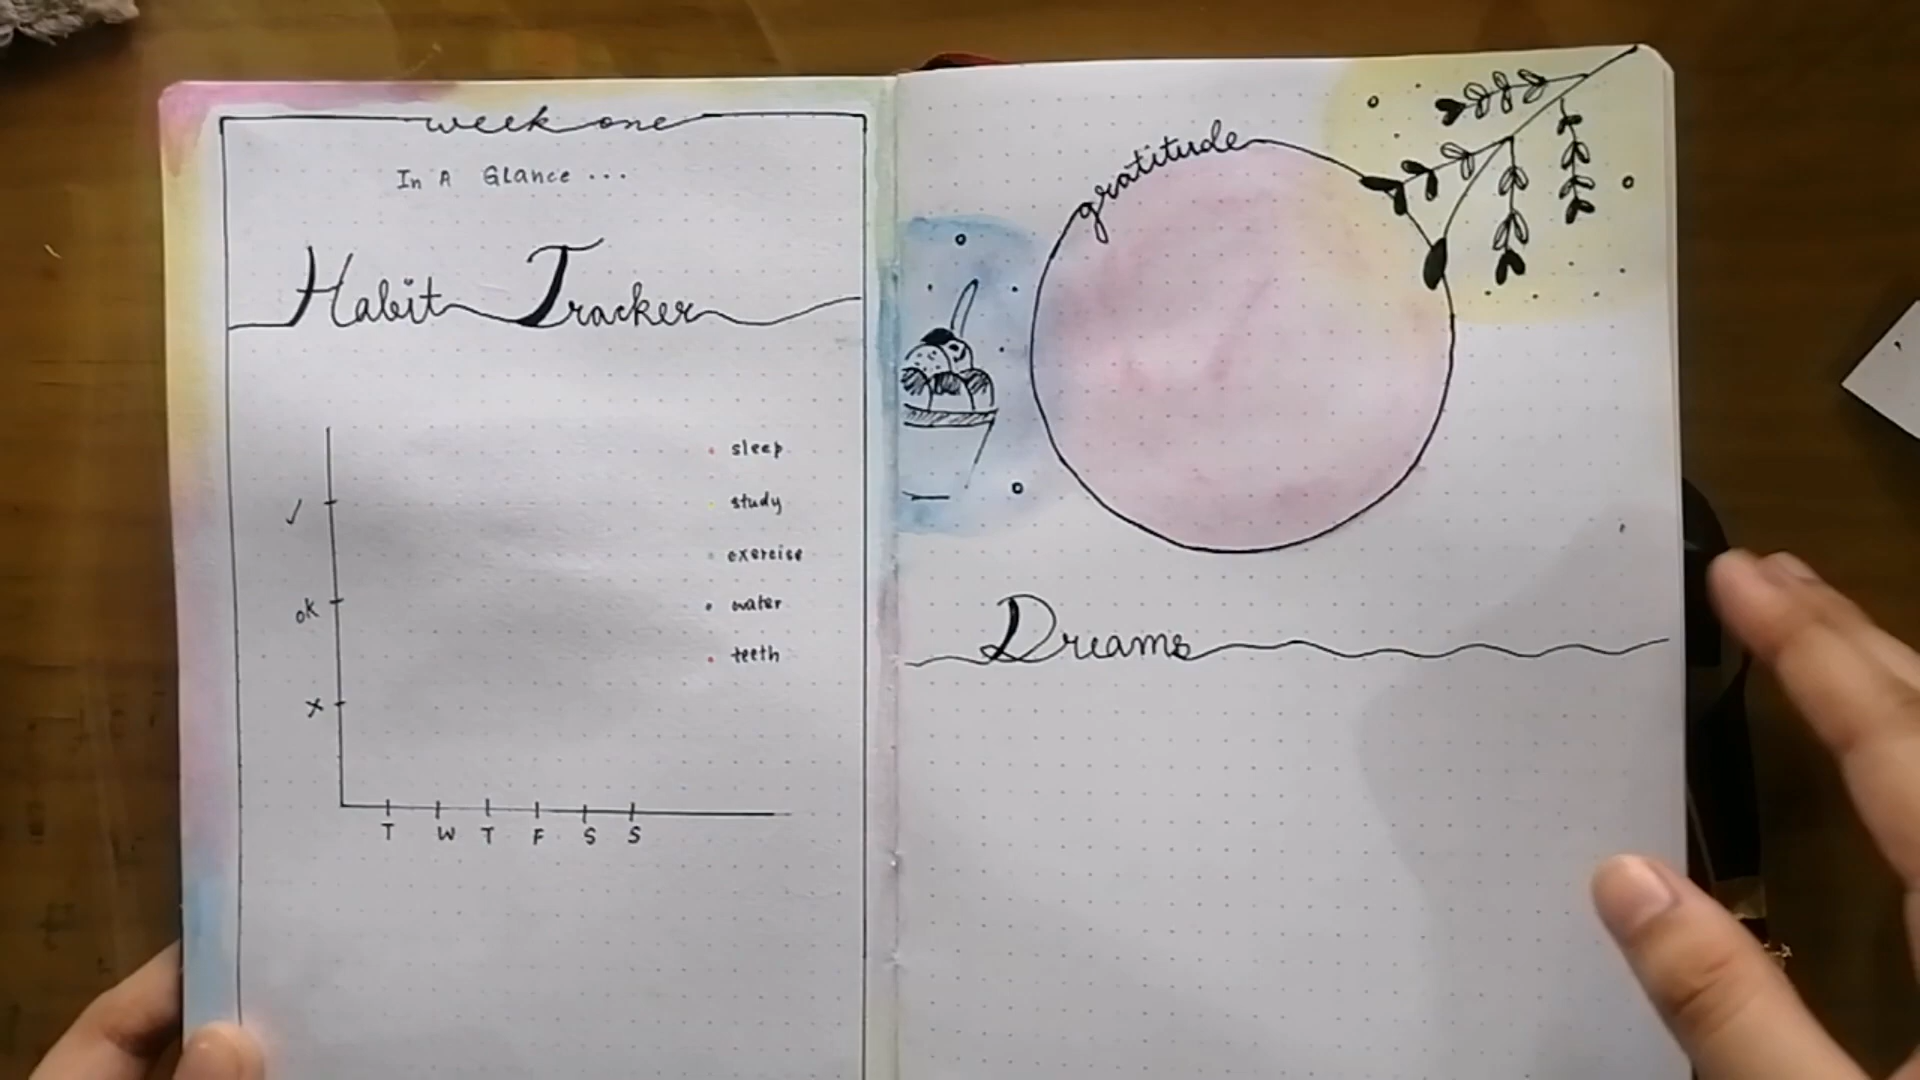 week one
In A Glance ...
Habit Tracker
sleep
✓
study
exercise
ok
water
teeth
x
T W T F S S
gratitude
Dreams